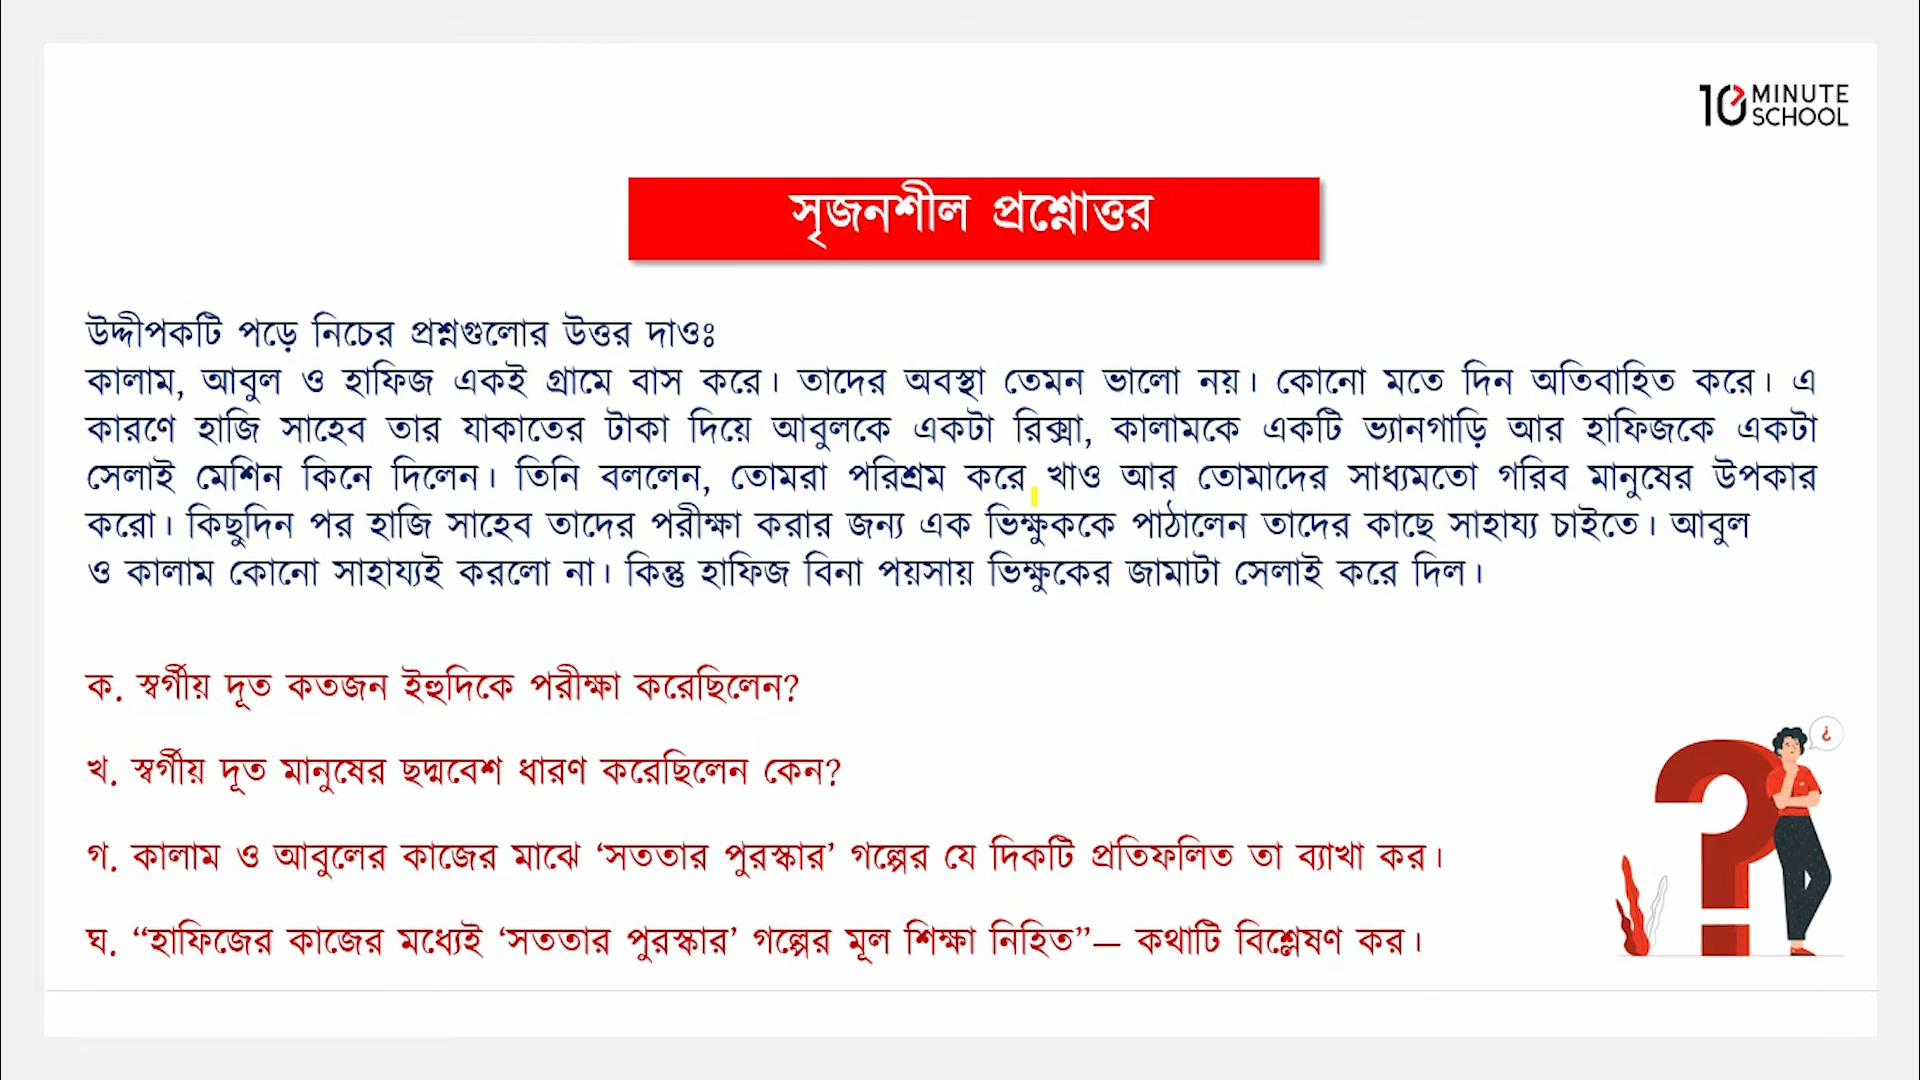 10 MINUTE
SCHOOL
সৃজনশীল প্রশ্নোত্তর
উদ্দীপকটি পড়ে নিচের প্রশ্নগুলোর উত্তর দাওঃ
কালাম, আবুল ও হাফিজ একই গ্রামে বাস করে। তাদের অবস্থা তেমন ভালো নয়। কোনো মতে দিন অতিবাহিত করে। এ
কারণে হাজি সাহেব তার যাকাতের টাকা দিয়ে আবুলকে একটা রিক্সা, কালামকে একটি ভ্যানগাড়ি আর হাফিজকে একটা
সেলাই মেশিন কিনে দিলেন। তিনি বললেন, তোমরা পরিশ্রম করে খাও আর তোমাদের সাধ্যমতো গরিব মানুষের উপকার
করো। কিছুদিন পর হাজি সাহেব তাদের পরীক্ষা করার জন্য এক ভিক্ষুককে পাঠালেন তাদের কাছে সাহায্য চাইতে। আবুল
ও কালাম কোনো সাহায্যই করলো না। কিন্তু হাফিজ বিনা পয়সায় ভিক্ষুকের জামাটা সেলাই করে দিল।
ক. স্বর্গীয় দূত কতজন ইহুদিকে পরীক্ষা করেছিলেন?
খ. স্বর্গীয় দূত মানুষের ছদ্মবেশ ধারণ করেছিলেন কেন?
গ. কালাম ও আবুলের কাজের মাঝে ‘সততার পুরস্কার’ গল্পের যে দিকটি প্রতিফলিত তা ব্যাখা কর।
ঘ. “হাফিজের কাজের মধ্যেই ‘সততার পুরস্কার’ গল্পের মূল শিক্ষা নিহিত”– কথাটি বিশ্লেষণ কর।